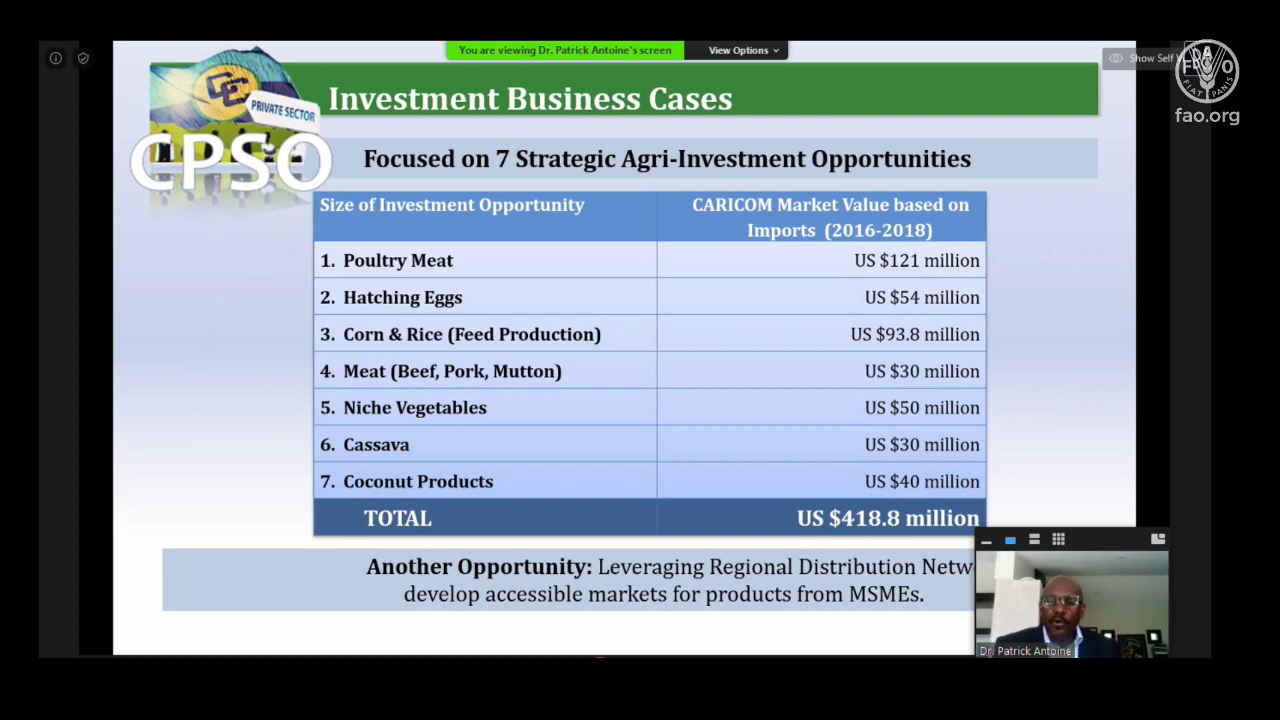 You are viewing Dr. Patrick Antoine's screen
View Options
Show Self
FAO
FIAT PANIS
fao.org
PRIVATE SECTOR
CPSO
Investment Business Cases
Focused on 7 Strategic Agri-Investment Opportunities
Size of Investment Opportunity
CARICOM Market Value based on
Imports (2016-2018)
1. Poultry Meat US $121 million
2. Hatching Eggs US $54 million
3. Corn & Rice (Feed Production) US $93.8 million
4. Meat (Beef, Pork, Mutton) US $30 million
5. Niche Vegetables US $50 million
6. Cassava US $30 million
7. Coconut Products US $40 million
TOTAL US $418.8 million
Another Opportunity: Leveraging Regional Distribution
develop accessible markets for products from MSMEs.
Dr. Patrick Antoine